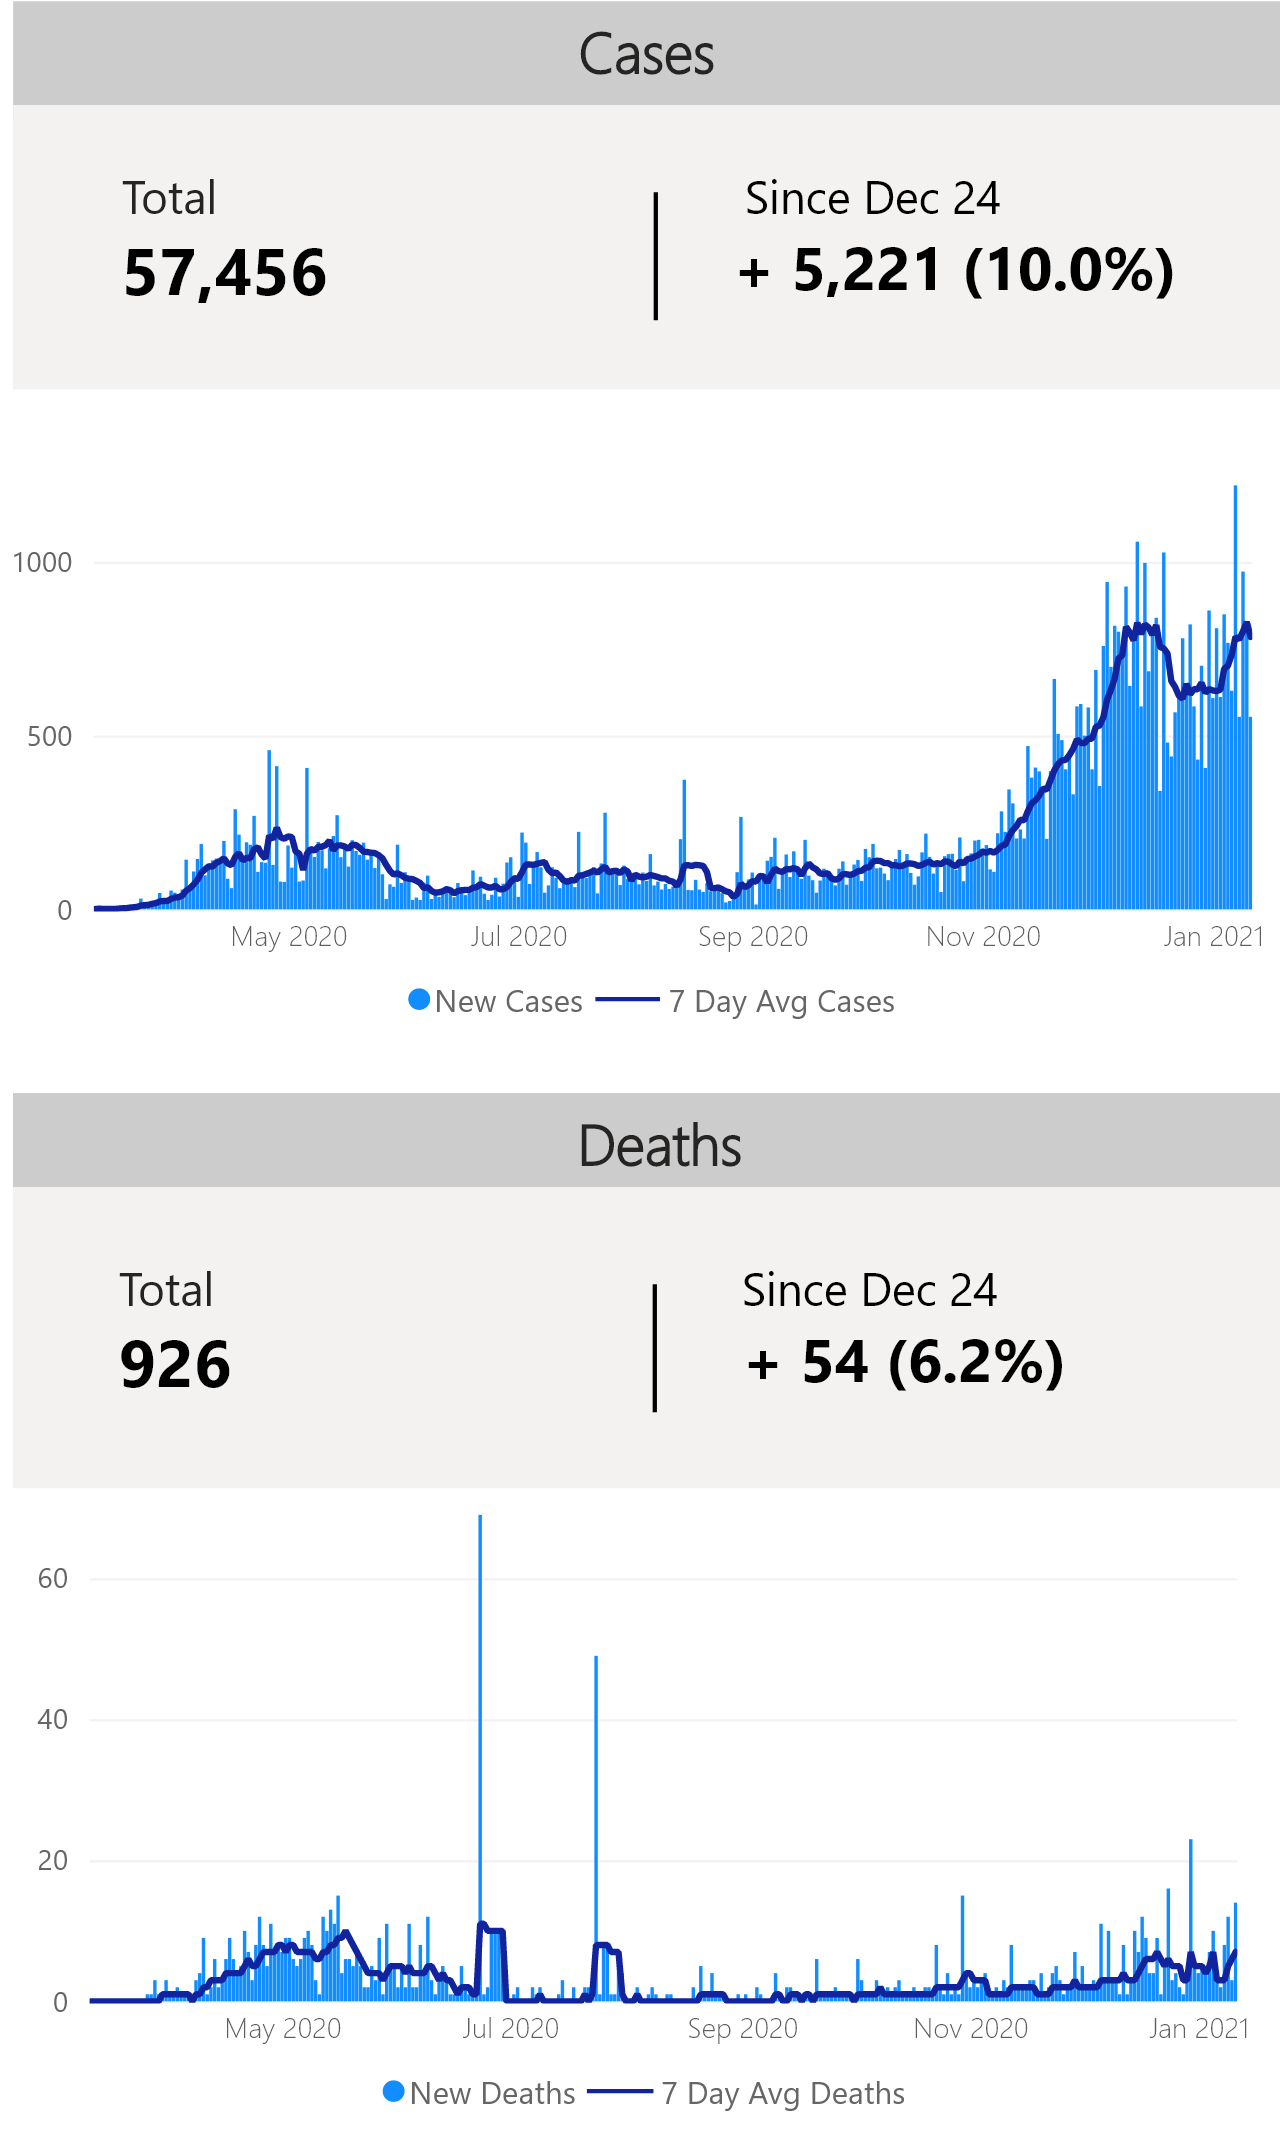 Cases
Total
57,456
Since Dec 24
+ 5,221 (10.0%)
1000
500
0
May 2020
Jul 2020
Sep 2020
Nov 2020
Jan 2021
New Cases
7 Day Avg Cases
Deaths
Total
926
Since Dec 24
+ 54 (6.2%)
60
40
20
0
May 2020
Jul 2020
Sep 2020
Nov 2020
Jan 2021
New Deaths
7 Day Avg Deaths